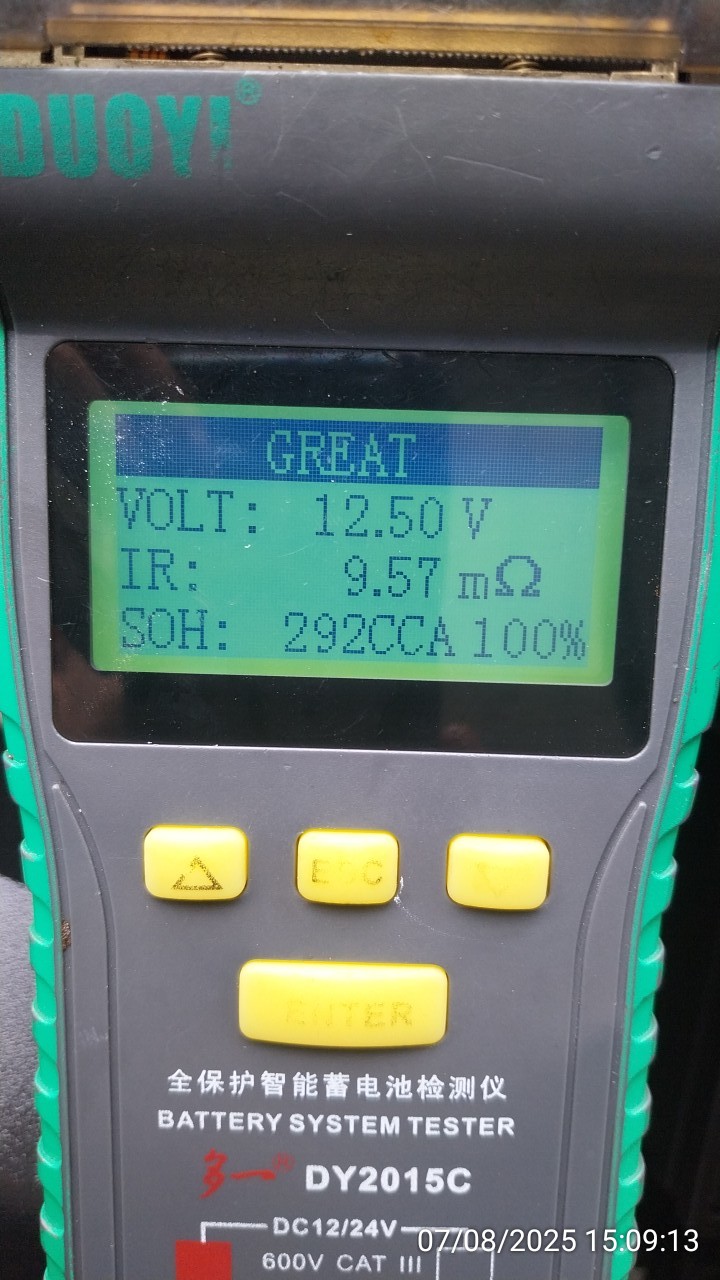 DUOYI®
GREAT
VOLT: 12.50 V
IR: 9.57 mΩ
SOH: 292CCA 100%
ESC
ENTER
全保护智能蓄电池检测仪
BATTERY SYSTEM TESTER
多一® DY2015C
DC12/24V
600V CAT III
07/08/2025 15:09:13